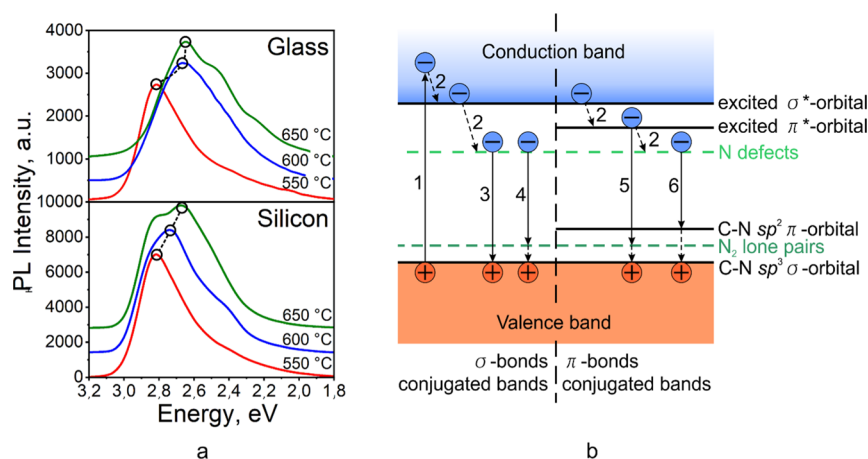 Glass
4000
3000
2000
1000
0
650 °C
600 °C
550 °C
PL Intensity, a.u.
Silicon
10000
8000
6000
4000
2000
0
650 °C
600 °C
550 °C
3,2 3,0 2,8 2,6 2,4 2,2 2,0 1,8
Energy, eV
a
Conduction band
2
2
2
2
1
3
4
5
6
excited σ*-orbital
excited π*-orbital
N defects
C-N sp² π-orbital
N₂ lone pairs
C-N sp³ σ-orbital
Valence band
σ-bonds
conjugated bands
π-bonds
conjugated bands
b